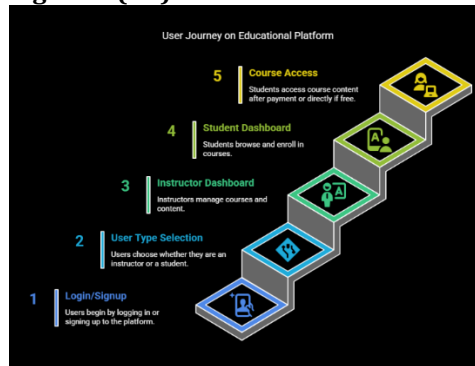 User Journey on Educational Platform
5 Course Access
Students access course content
after payment or directly if free.
4 Student Dashboard
Students browse and enroll in
courses.
3 Instructor Dashboard
Instructors manage courses and
content.
2 User Type Selection
Users choose whether they are an
instructor or a student.
1 Login/Signup
Users begin by logging in or
signing up to the platform.